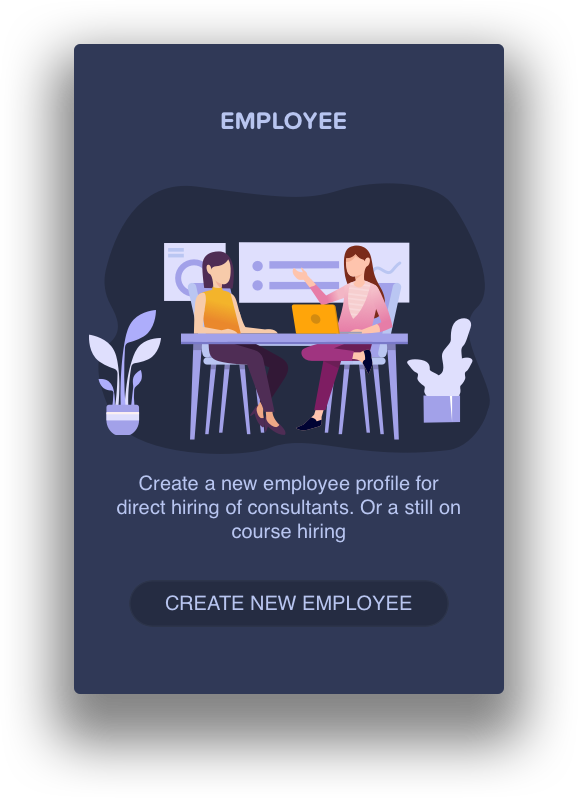 EMPLOYEE
Create a new employee profile for
direct hiring of consultants. Or a still on
course hiring
CREATE NEW EMPLOYEE